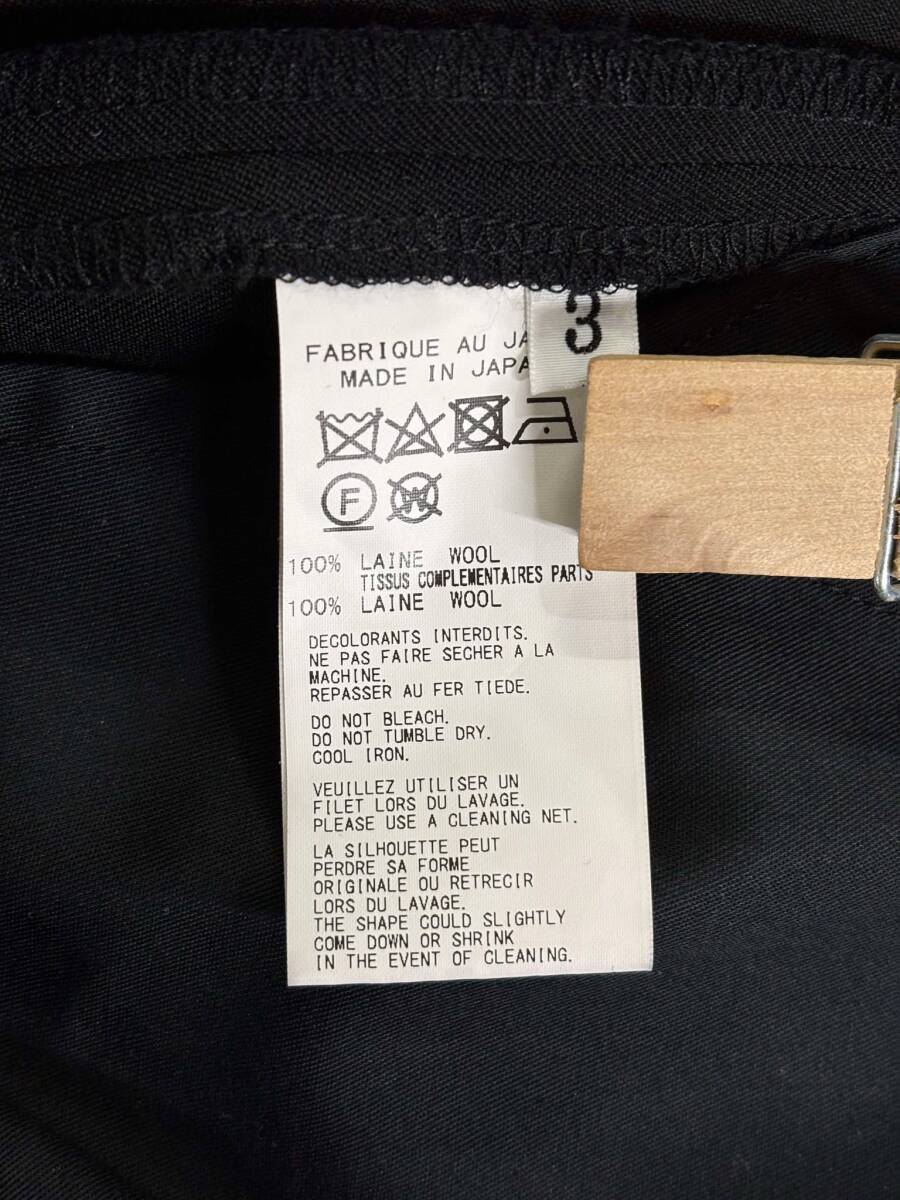 3
FABRIQUE AU JA
MADE IN JAPA
F
W
100% LAINE WOOL
TISSUS COMPLEMENTAIRES PARTS
100% LAINE WOOL
DECOLORANTS INTERDITS.
NE PAS FAIRE SECHER A LA
MACHINE.
REPASSER AU FER TIEDE.
DO NOT BLEACH.
DO NOT TUMBLE DRY.
COOL IRON.
VEUILLEZ UTILISER UN
FILET LORS DU LAVAGE.
PLEASE USE A CLEANING NET.
LA SILHOUETTE PEUT
PERDRE SA FORME
ORIGINALE OU RETRECIR
LORS DU LAVAGE.
THE SHAPE COULD SLIGHTLY
COME DOWN OR SHRINK
IN THE EVENT OF CLEANING.